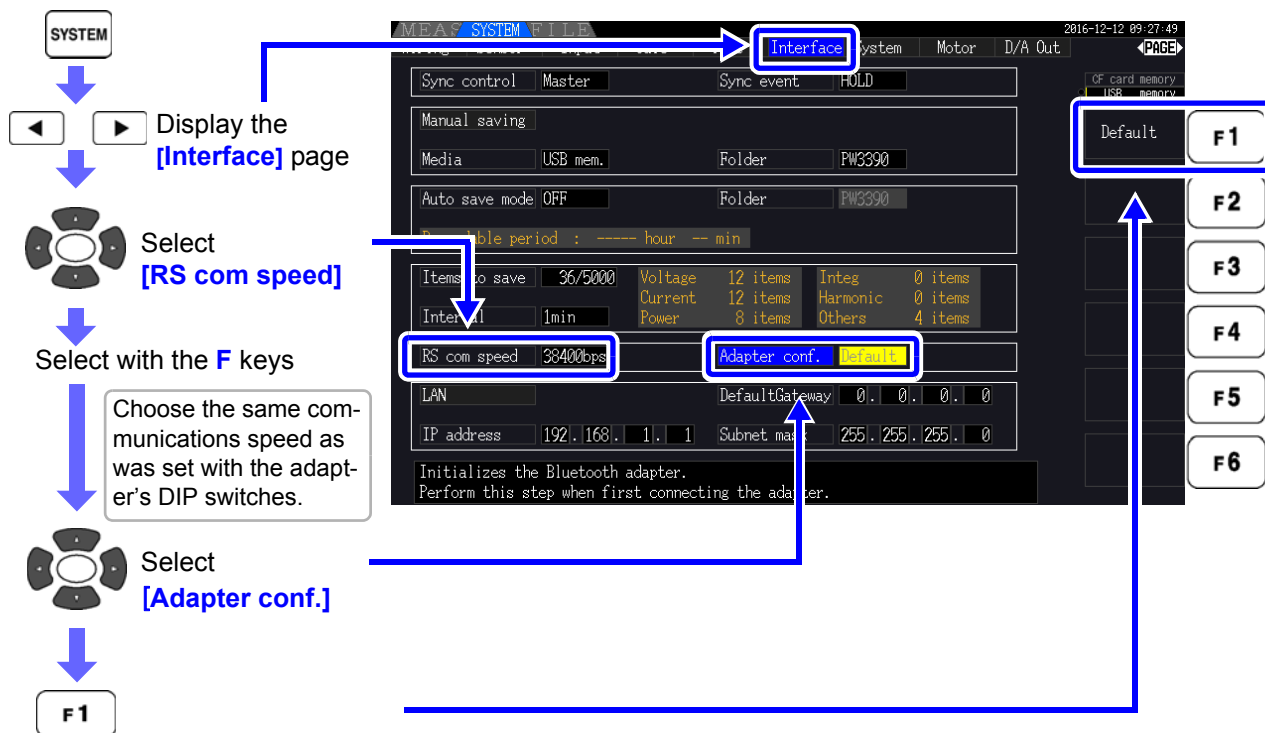 SYSTEM
Display the
[Interface] page
Select
[RS com speed]
Select with the F keys
Choose the same com-
munications speed as
was set with the adapt-
er's DIP switches.
Select
[Adapter conf.]
F1
MEAS SYSTEM FILE
2016-12-12 09:27:49
Interface System Motor D/A Out
PAGE
CF card memory
USB memory
Sync control Master Sync event HOLD
Manual saving
Media USB mem. Folder PW3390
Auto save mode OFF Folder PW3390
period : ----- hour -- min
Items to save 36/5000 Voltage 12 items Integ 0 items
Current 12 items Harmonic 0 items
Interval 1min Power 8 items Others 4 items
RS com speed 38400bps Adapter conf. Default
LAN DefaultGateway 0. 0. 0. 0
IP address 192.168. 1. 1 Subnet mask 255.255.255. 0
Initializes the Bluetooth adapter.
Perform this step when first connecting the adapter.
Default
F1
F2
F3
F4
F5
F6